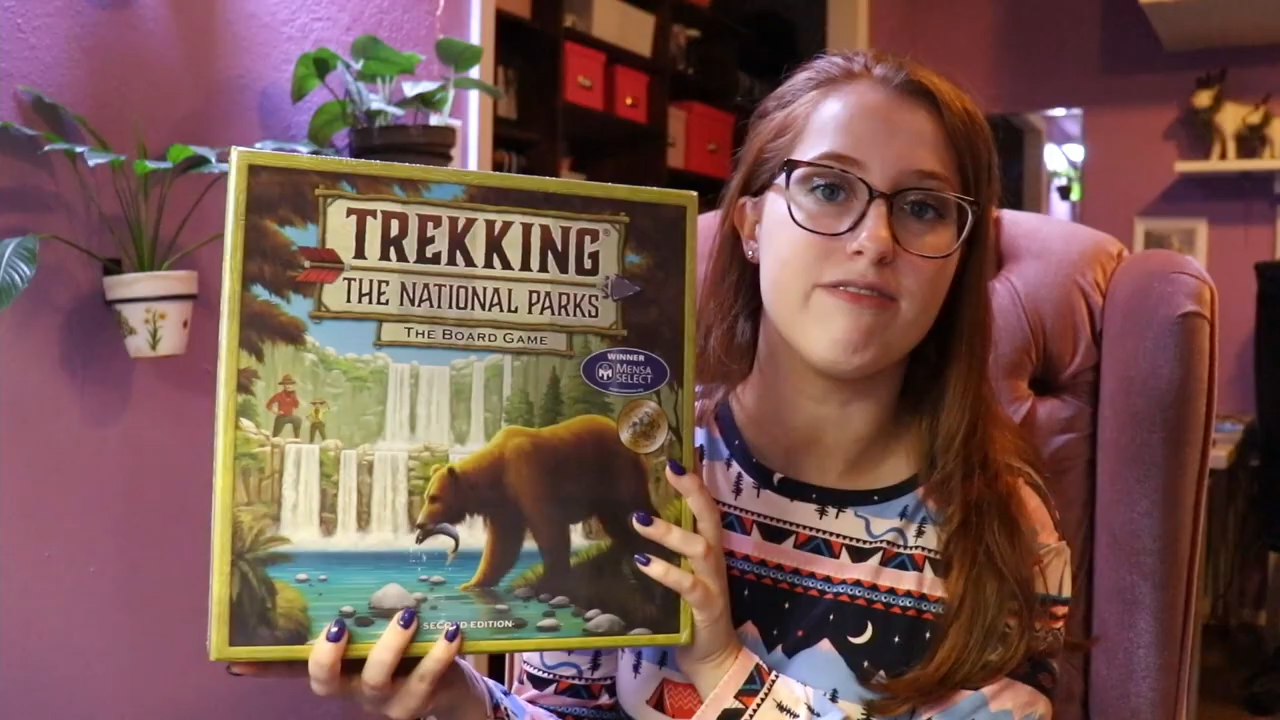 TREKKING®
THE NATIONAL PARKS
THE BOARD GAME
WINNER
MENSA
SELECT
SECOND EDITION